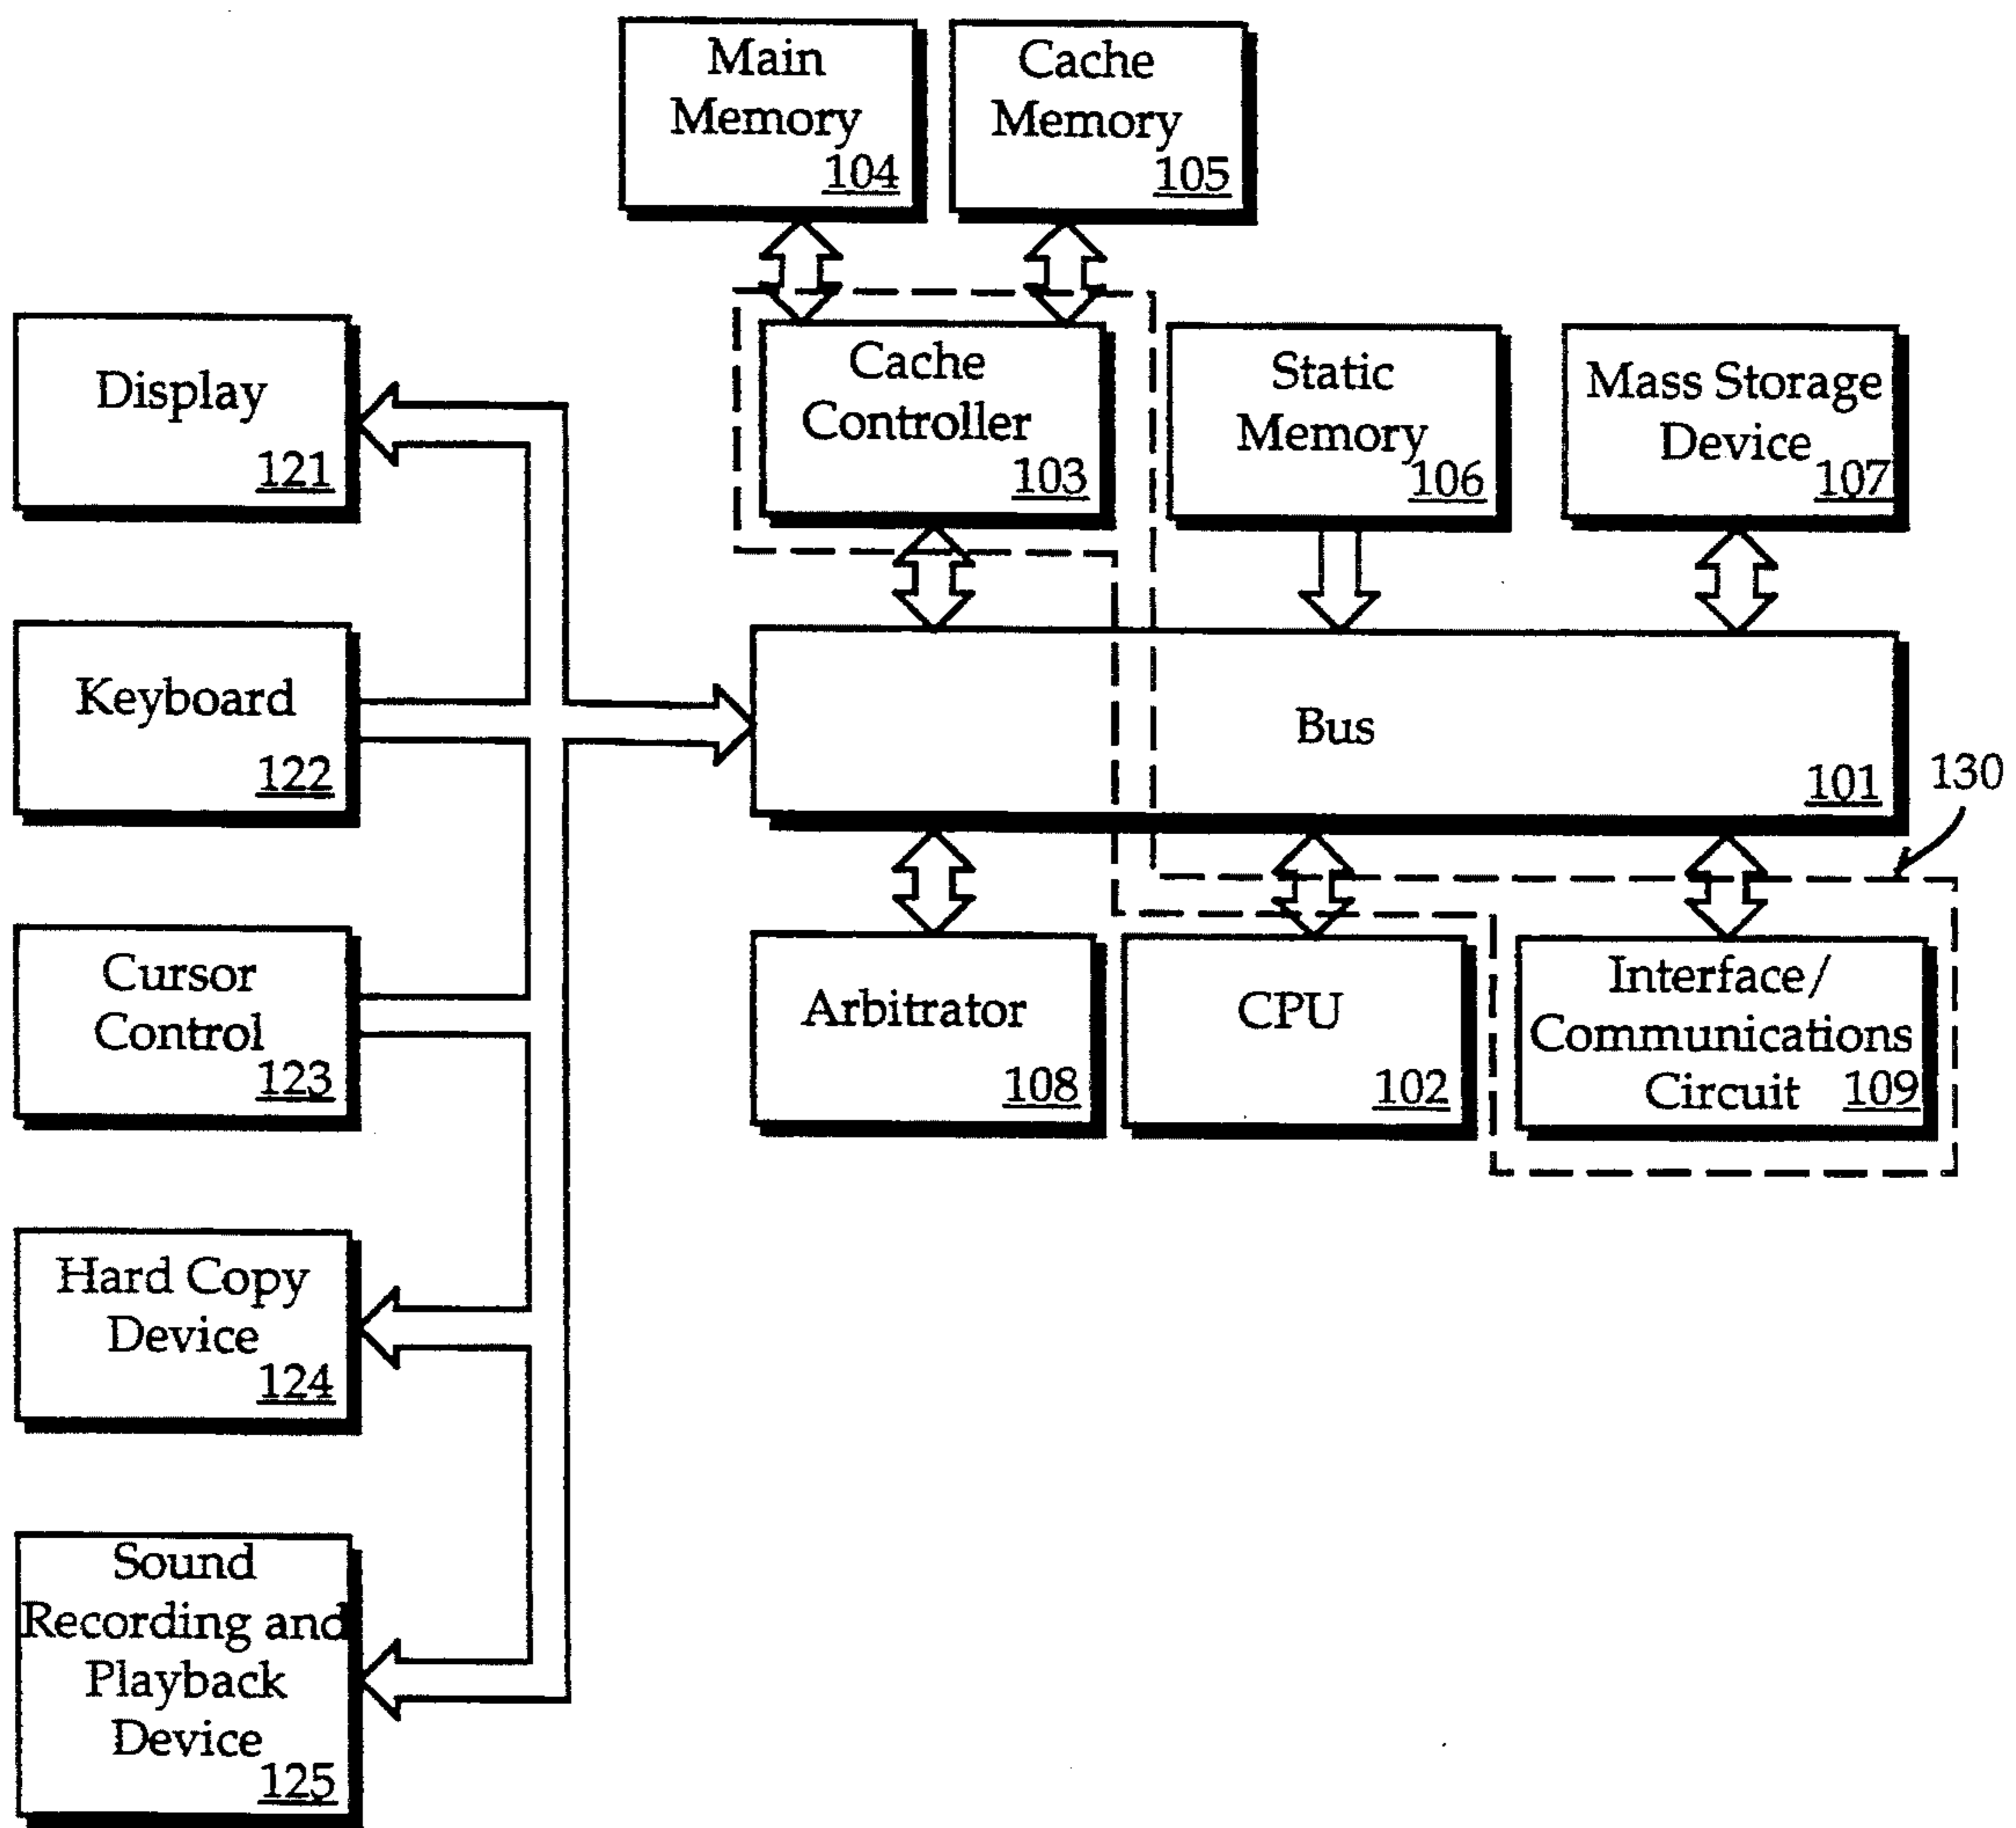 Main
Memory
104
Cache
Memory
105
Display
121
Cache
Controller
103
Static
Memory
106
Mass Storage
Device
107
Keyboard
122
Bus
101
130
Cursor
Control
123
Arbitrator
108
CPU
102
Interface/
Communications
Circuit 109
Hard Copy
Device
124
Sound
Recording and
Playback
Device
125